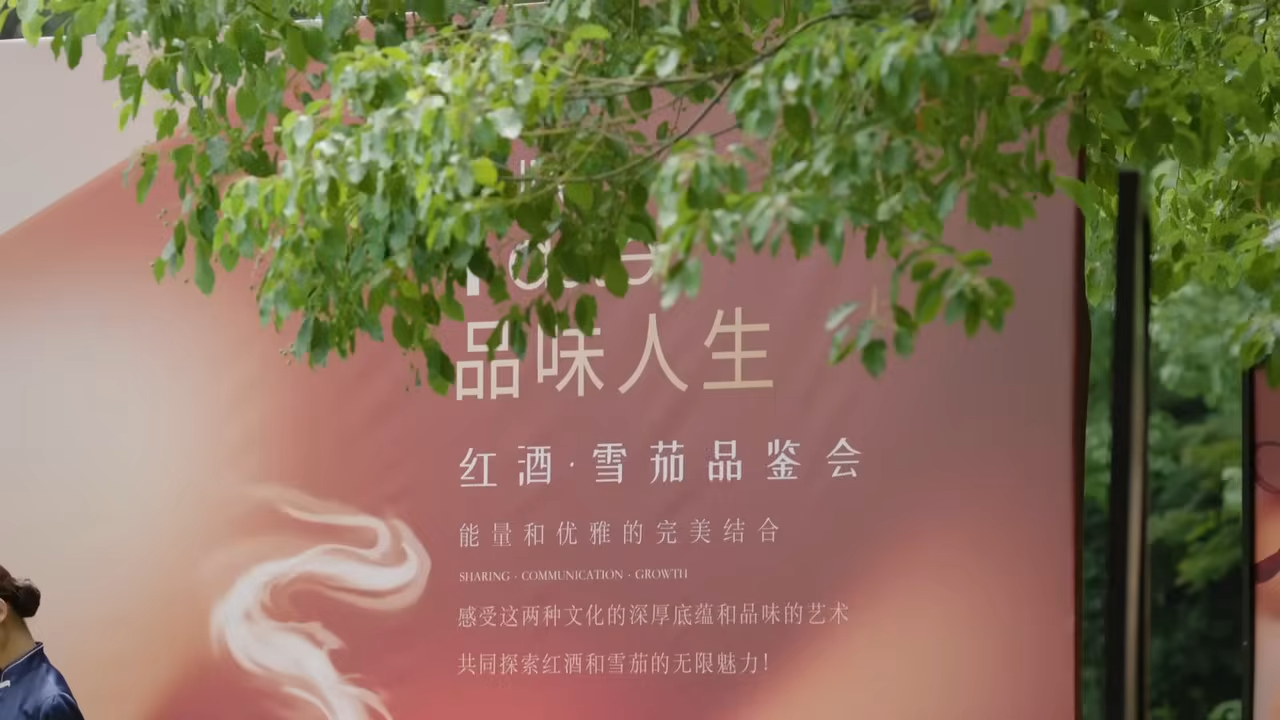 品味人生
红酒·雪茄品鉴会
能量和优雅的完美结合
SHARING · COMMUNICATION · GROWTH
感受这两种文化的深厚底蕴和品味的艺术
共同探索红酒和雪茄的无限魅力！